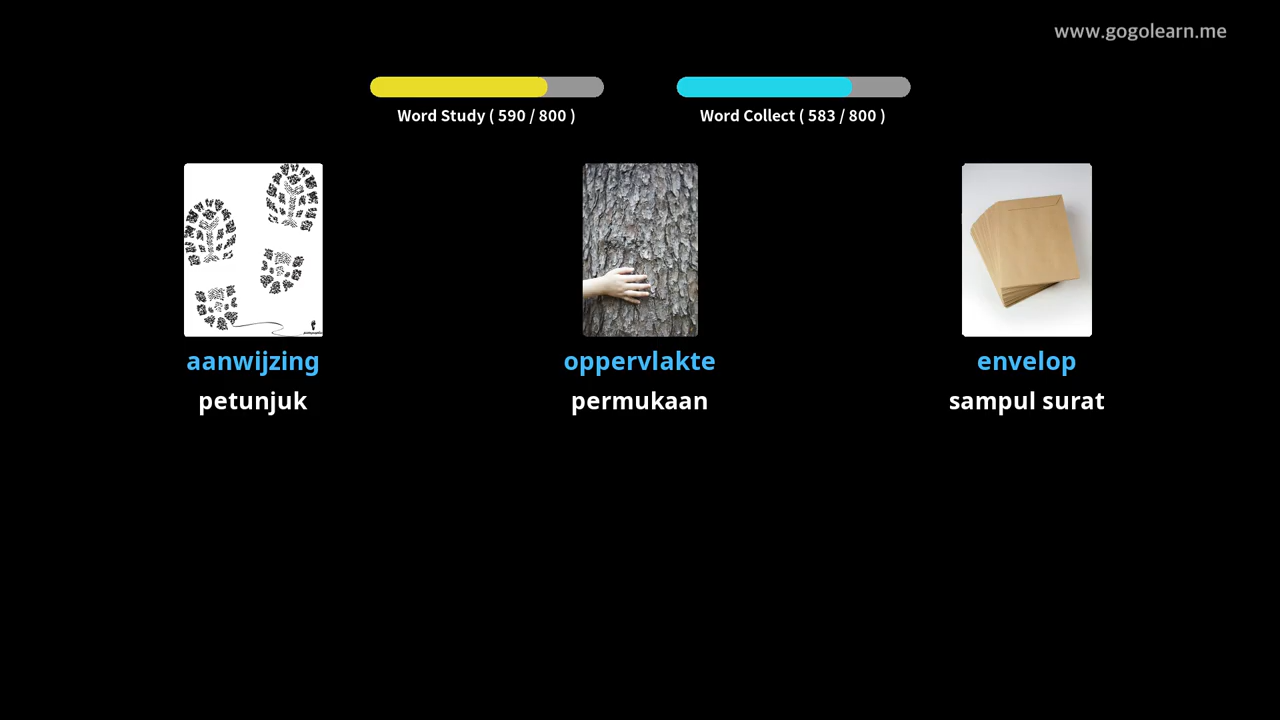 www.gogolearn.me
Word Study ( 590 / 800 )
Word Collect ( 583 / 800 )
aanwijzing
oppervlakte
envelop
petunjuk
permukaan
sampul surat